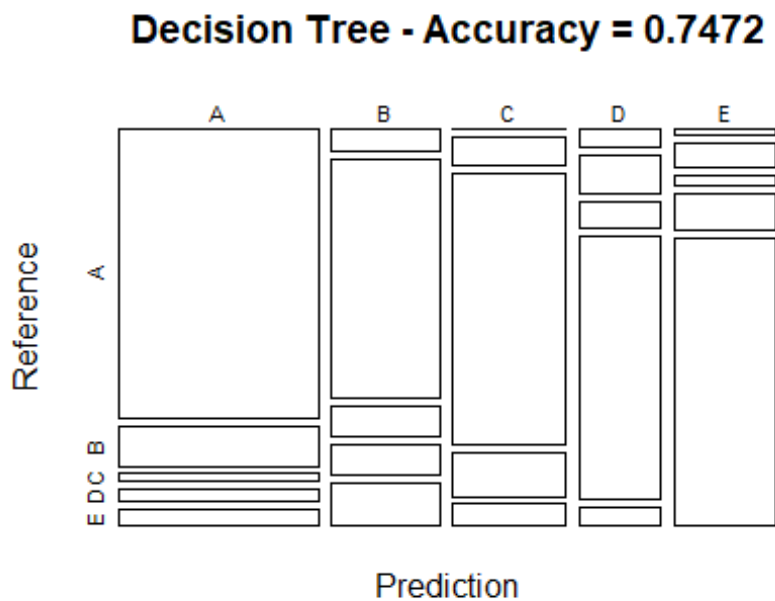 Decision Tree - Accuracy = 0.7472
A B C D E
Reference
A
B
C
D
E
Prediction